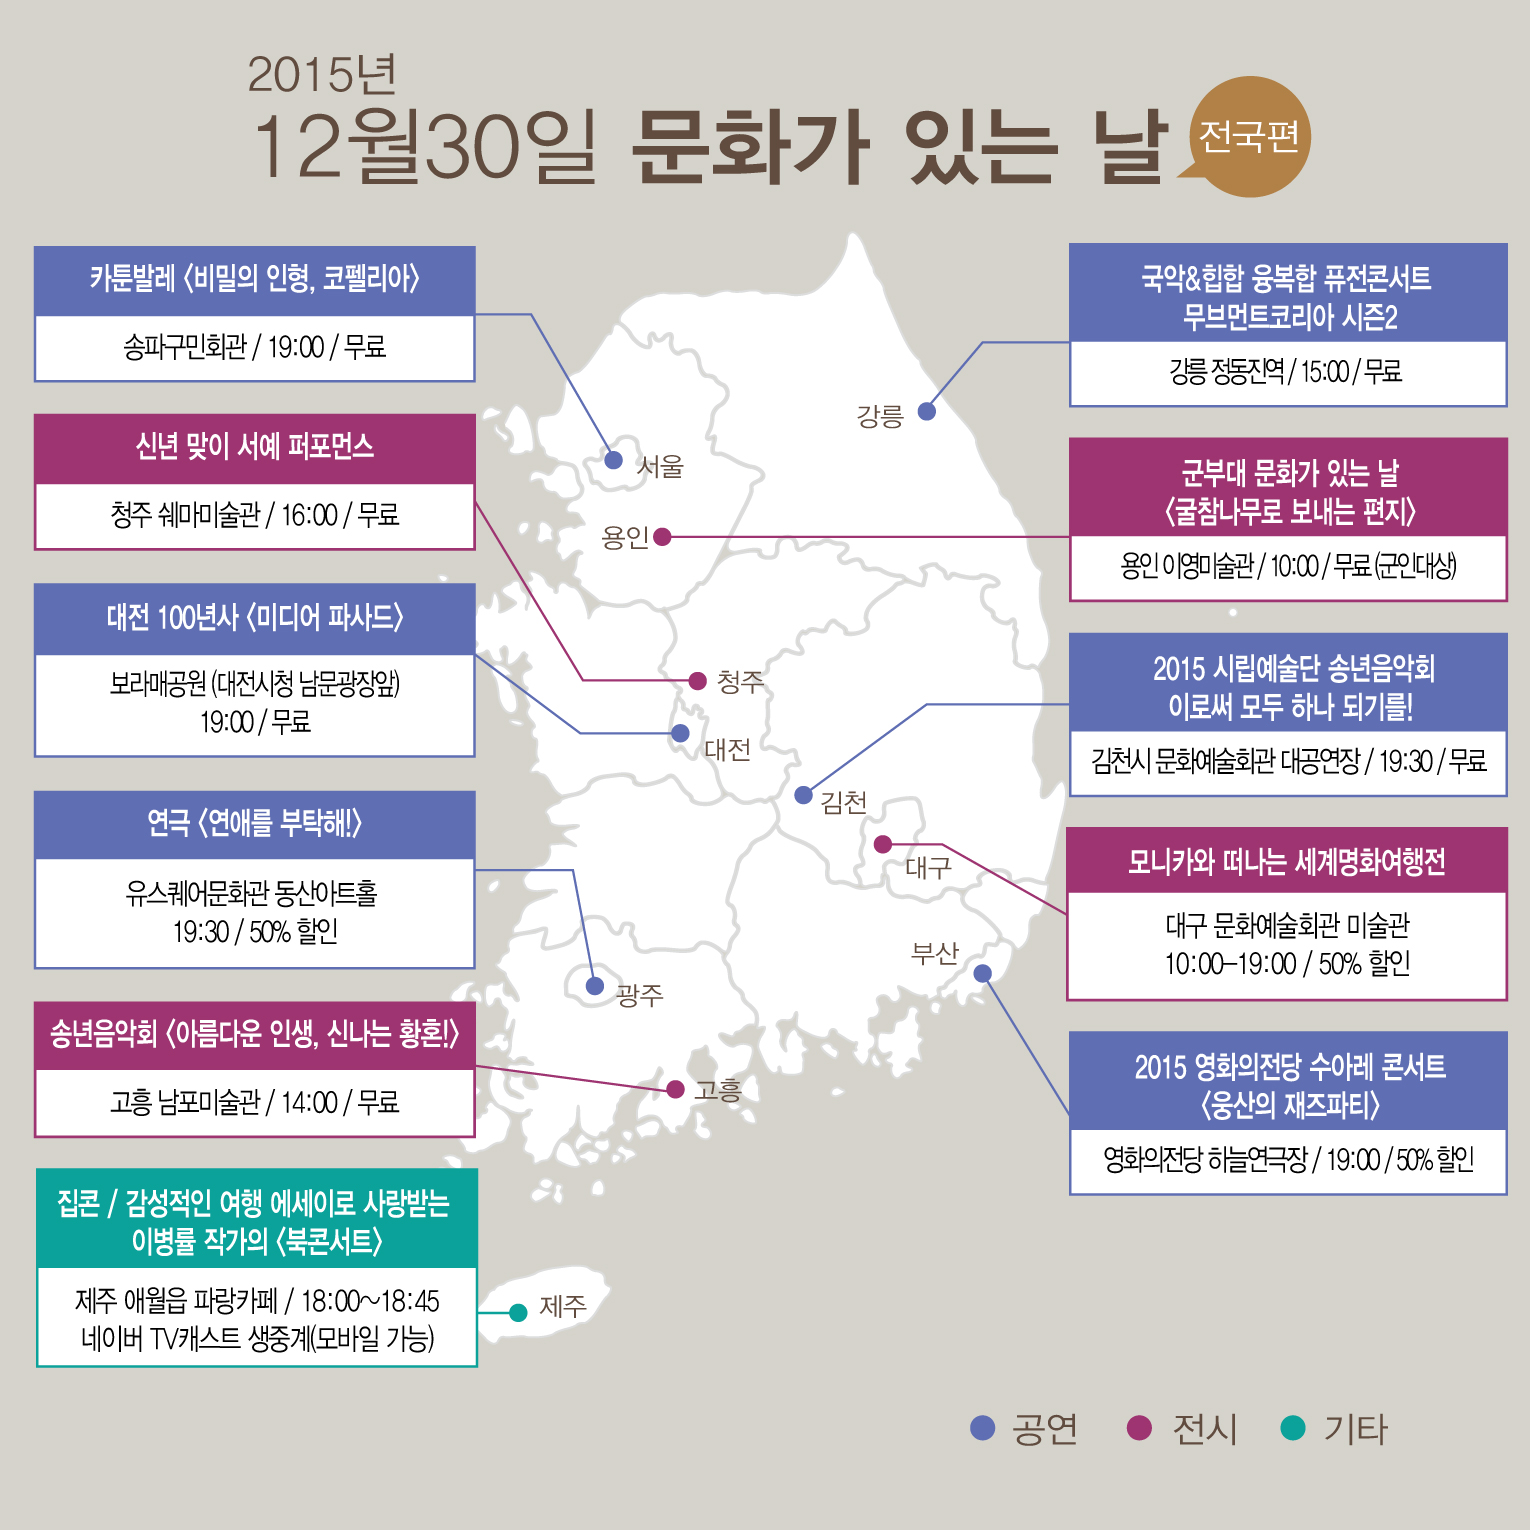 2015년
12월30일 문화가 있는 날
전국편
카툰발레 〈비밀의 인형, 코펠리아〉
송파구민회관 / 19:00 / 무료
신년 맞이 서예 퍼포먼스
청주 쉐마미술관 / 16:00 / 무료
대전 100년사 〈미디어 파사드〉
보라매공원 (대전시청 남문광장앞)
19:00 / 무료
연극 〈연애를 부탁해!〉
유스퀘어문화관 동산아트홀
19:30 / 50% 할인
송년음악회 〈아름다운 인생, 신나는 황혼!〉
고흥 남포미술관 / 14:00 / 무료
집콘 / 감성적인 여행 에세이로 사랑받는
이병률 작가의 〈북콘서트〉
제주 애월읍 파랑카페 / 18:00~18:45
네이버 TV캐스트 생중계(모바일 가능)
강릉
서울
용인
청주
대전
김천
대구
부산
광주
고흥
제주
국악&힙합 융복합 퓨전콘서트
무브먼트코리아 시즌2
강릉 정동진역 / 15:00 / 무료
군부대 문화가 있는 날
〈굴참나무로 보내는 편지〉
용인 이영미술관 / 10:00 / 무료 (군인대상)
2015 시립예술단 송년음악회
이로써 모두 하나 되기를!
김천시 문화예술회관 대공연장 / 19:30 / 무료
모니카와 떠나는 세계명화여행전
대구 문화예술회관 미술관
10:00–19:00 / 50% 할인
2015 영화의전당 수아레 콘서트
〈웅산의 재즈파티〉
영화의전당 하늘연극장 / 19:00 / 50% 할인
공연
전시
기타